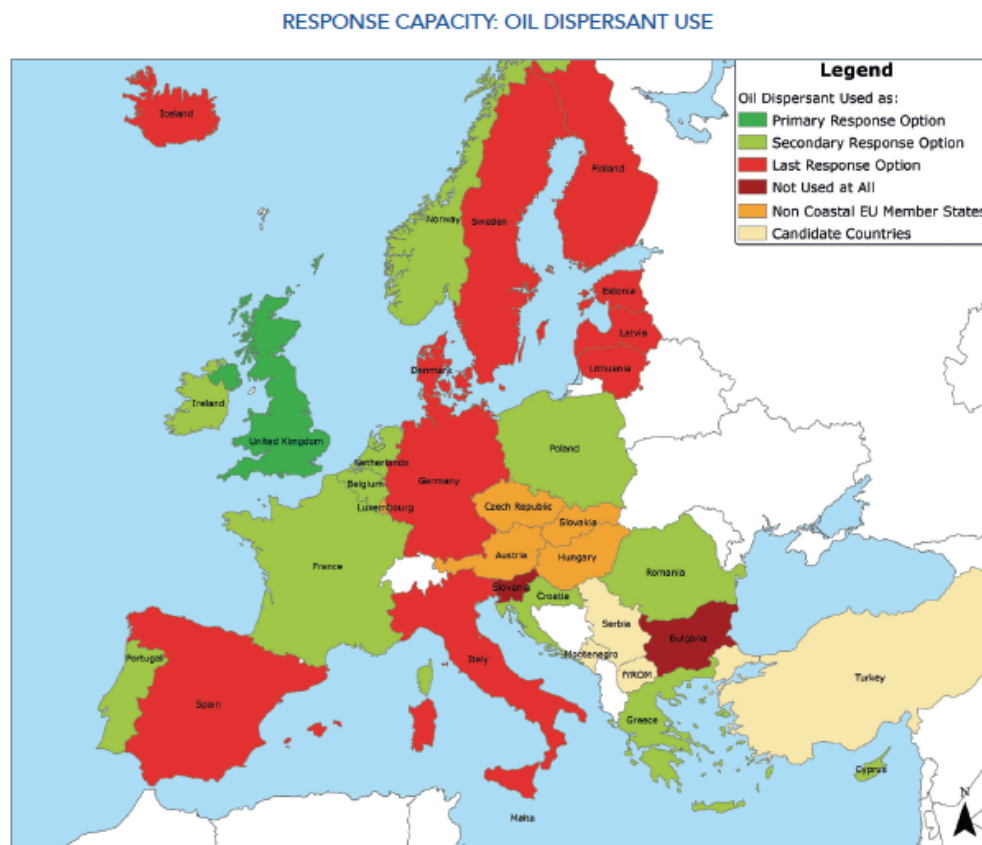 RESPONSE CAPACITY: OIL DISPERSANT USE
Legend
Oil Dispersant Used as:
Primary Response Option
Secondary Response Option
Last Response Option
Not Used at All
Non Coastal EU Member States
Candidate Countries
Iceland
Finland
Norway
Sweden
Estonia
Latvia
Lithuania
Denmark
Ireland
United Kingdom
Netherlands
Belgium
Luxembourg
Germany
Poland
Czech Republic
Slovakia
Austria
Hungary
France
Romania
Slovenia
Croatia
Serbia
Bulgaria
Montenegro
FYROM
Italy
Portugal
Spain
Turkey
Greece
Cyprus
Malta
N